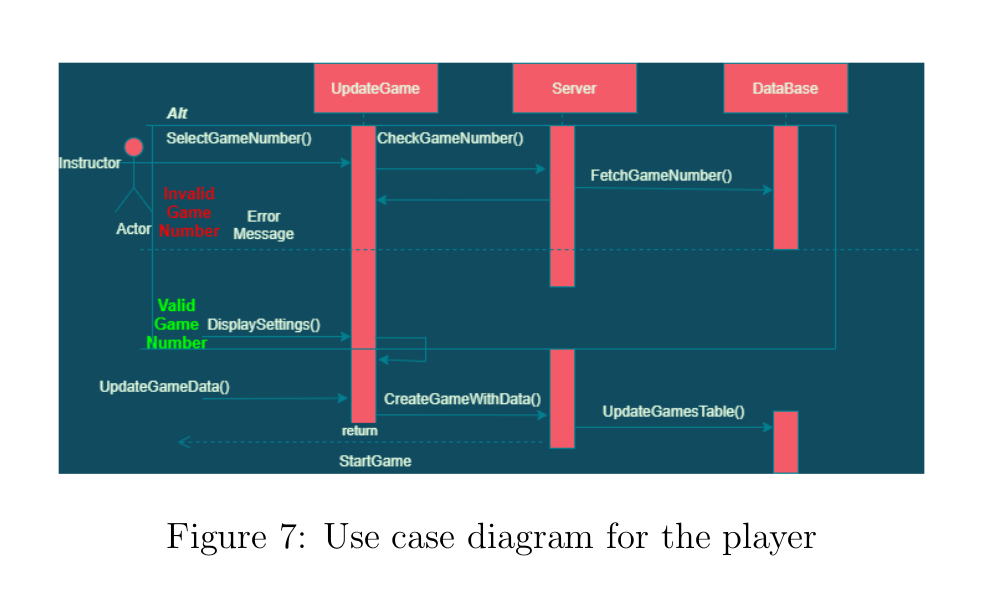 UpdateGame
Server
DataBase
Alt
SelectGameNumber()
CheckGameNumber()
Instructor
FetchGameNumber()
Invalid
Game
Number
Error
Message
Actor
Valid
Game
Number
DisplaySettings()
UpdateGameData()
CreateGameWithData()
UpdateGamesTable()
return
StartGame
Figure 7: Use case diagram for the player